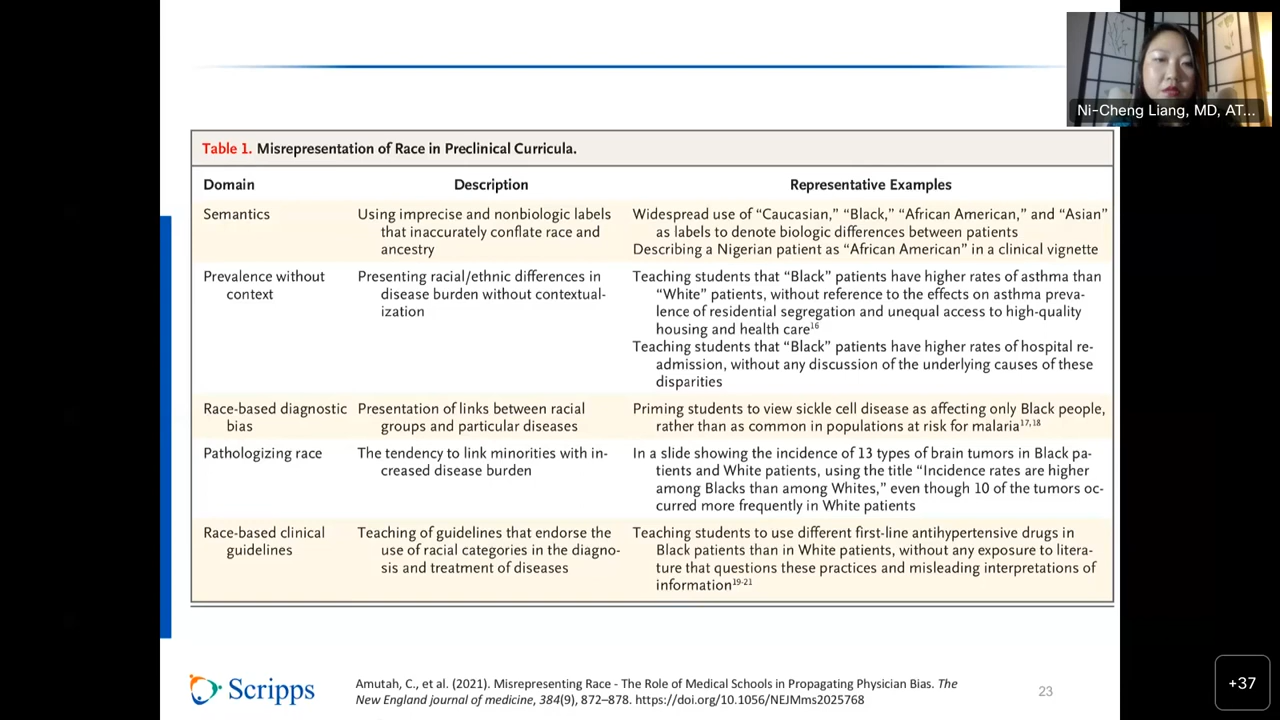 Ni-Cheng Liang, MD, AT...
Table 1. Misrepresentation of Race in Preclinical Curricula.
Domain Description Representative Examples
Semantics
Using imprecise and nonbiologic labels
that inaccurately conflate race and
ancestry
Widespread use of “Caucasian,” “Black,” “African American,” and “Asian”
as labels to denote biologic differences between patients
Describing a Nigerian patient as “African American” in a clinical vignette
Prevalence without
context
Presenting racial/ethnic differences in
disease burden without contextual-
ization
Teaching students that “Black” patients have higher rates of asthma than
“White” patients, without reference to the effects on asthma preva-
lence of residential segregation and unequal access to high-quality
housing and health care16
Teaching students that “Black” patients have higher rates of hospital re-
admission, without any discussion of the underlying causes of these
disparities
Race-based diagnostic
bias
Presentation of links between racial
groups and particular diseases
Priming students to view sickle cell disease as affecting only Black people,
rather than as common in populations at risk for malaria17,18
Pathologizing race
The tendency to link minorities with in-
creased disease burden
In a slide showing the incidence of 13 types of brain tumors in Black pa-
tients and White patients, using the title “Incidence rates are higher
among Blacks than among Whites,” even though 10 of the tumors oc-
curred more frequently in White patients
Race-based clinical
guidelines
Teaching of guidelines that endorse the
use of racial categories in the diagno-
sis and treatment of diseases
Teaching students to use different first-line antihypertensive drugs in
Black patients than in White patients, without any exposure to litera-
ture that questions these practices and misleading interpretations of
information19-21
Scripps
Amutah, C., et al. (2021). Misrepresenting Race - The Role of Medical Schools in Propagating Physician Bias. The
New England journal of medicine, 384(9), 872–878. https://doi.org/10.1056/NEJMms2025768
23
+37